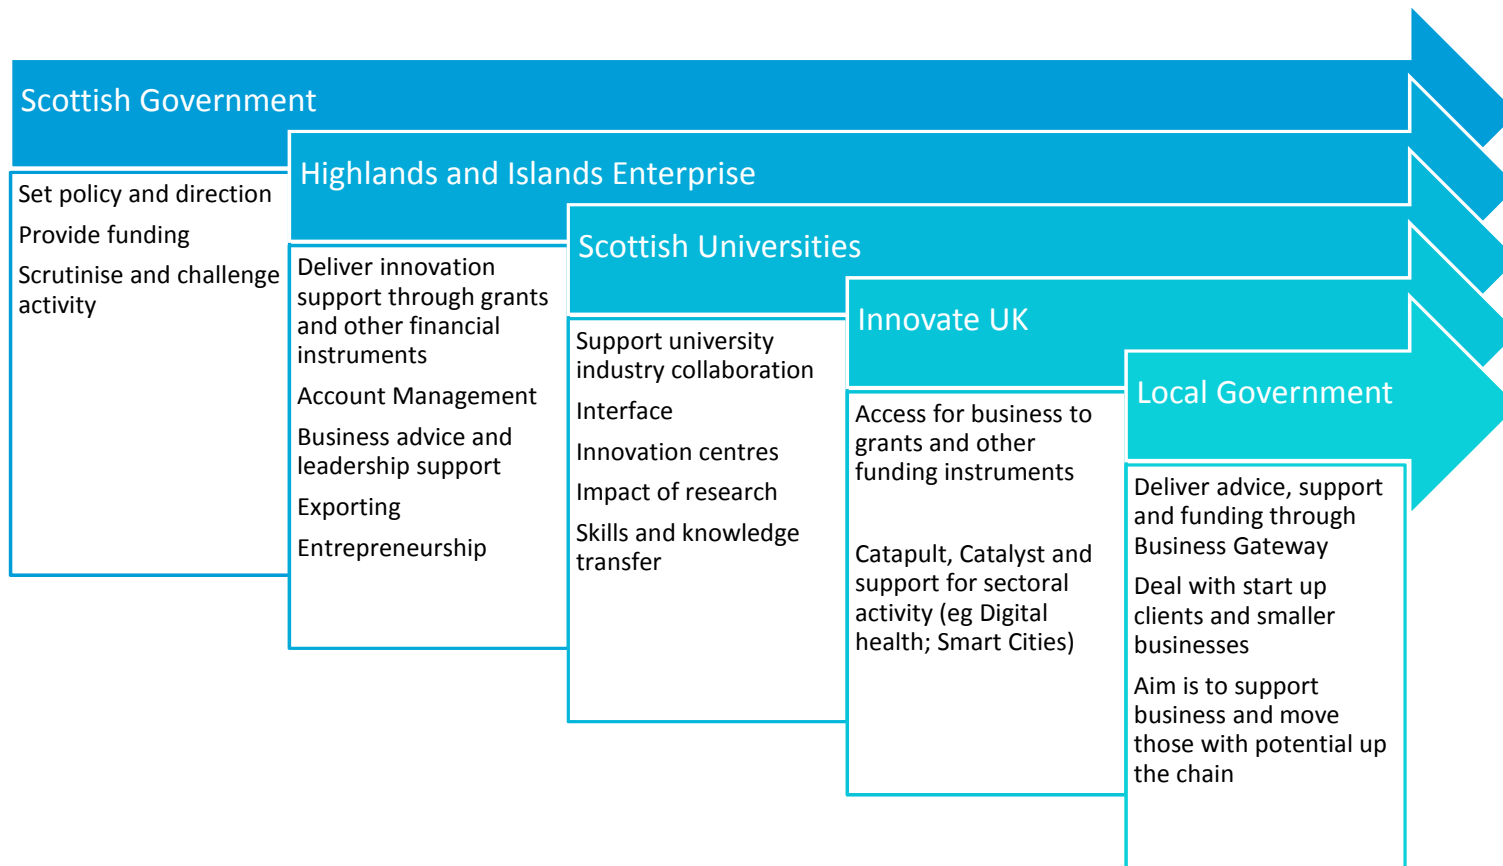 Scottish Government
Set policy and direction
Provide funding
Scrutinise and challenge
activity
Highlands and Islands Enterprise
Deliver innovation
support through grants
and other financial
instruments
Account Management
Business advice and
leadership support
Exporting
Entrepreneurship
Scottish Universities
Support university
industry collaboration
Interface
Innovation centres
Impact of research
Skills and knowledge
transfer
Innovate UK
Access for business to
grants and other
funding instruments
Catapult, Catalyst and
support for sectoral
activity (eg Digital
health; Smart Cities)
Local Government
Deliver advice, support
and funding through
Business Gateway
Deal with start up
clients and smaller
businesses
Aim is to support
business and move
those with potential up
the chain